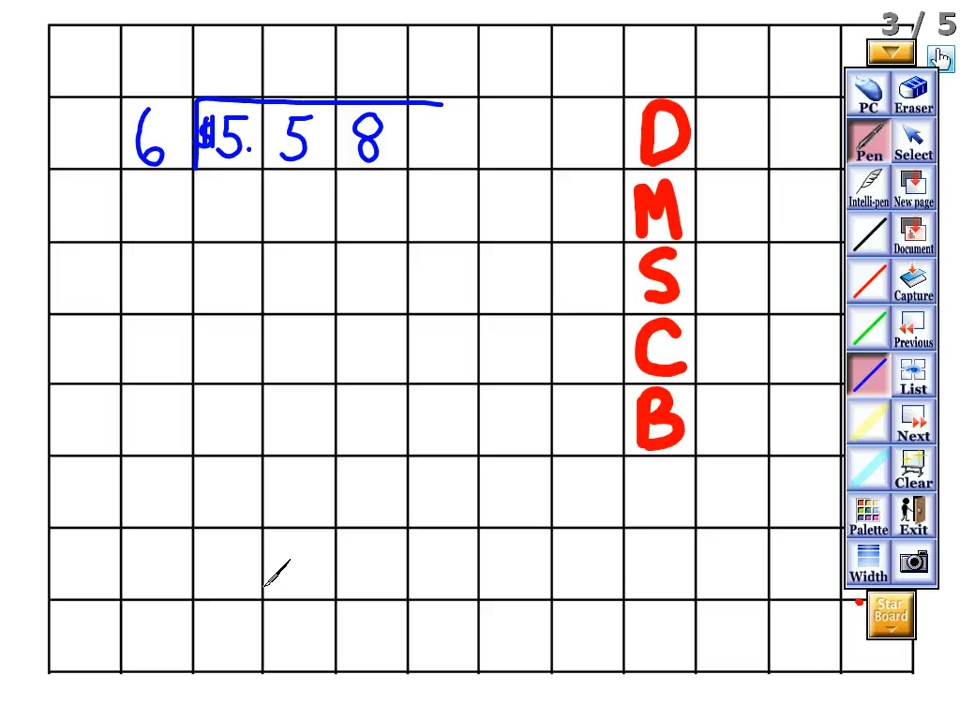 3 / 5
PC Eraser
6 $5. 5 8 D
Pen Select
M
Intelli-pen New page
Document
S
Capture
C
Previous
List
B
Next
Clear
Palette Exit
Width
Star
Board